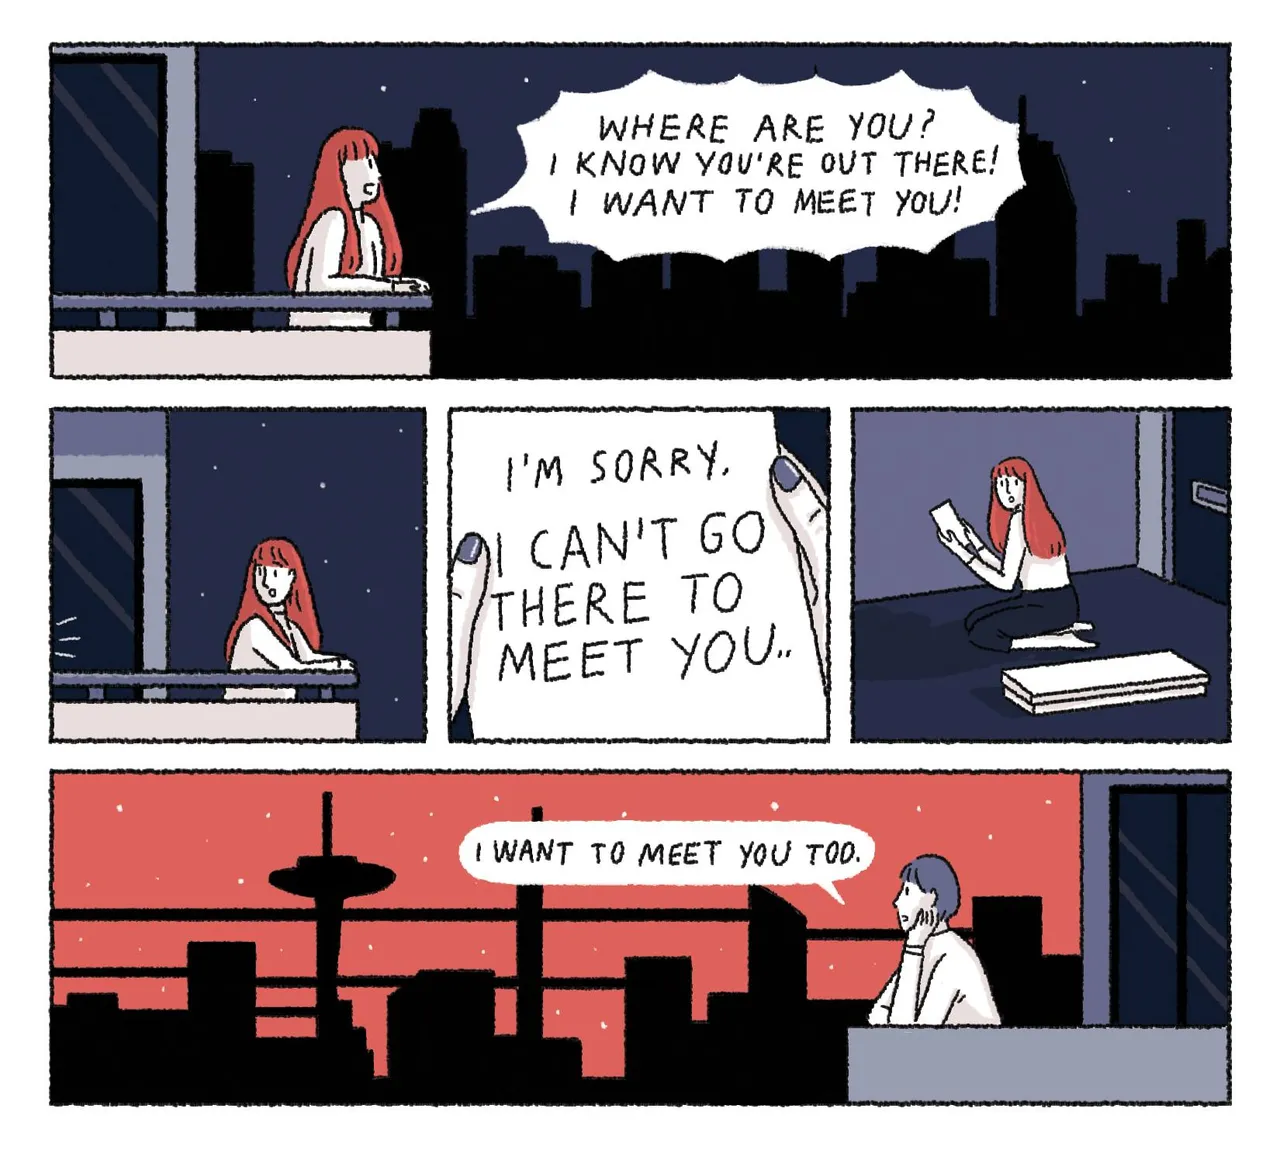 WHERE ARE YOU?
I KNOW YOU'RE OUT THERE!
I WANT TO MEET YOU!
I'M SORRY.
I CAN'T GO
THERE TO
MEET YOU..
I WANT TO MEET YOU TOO.